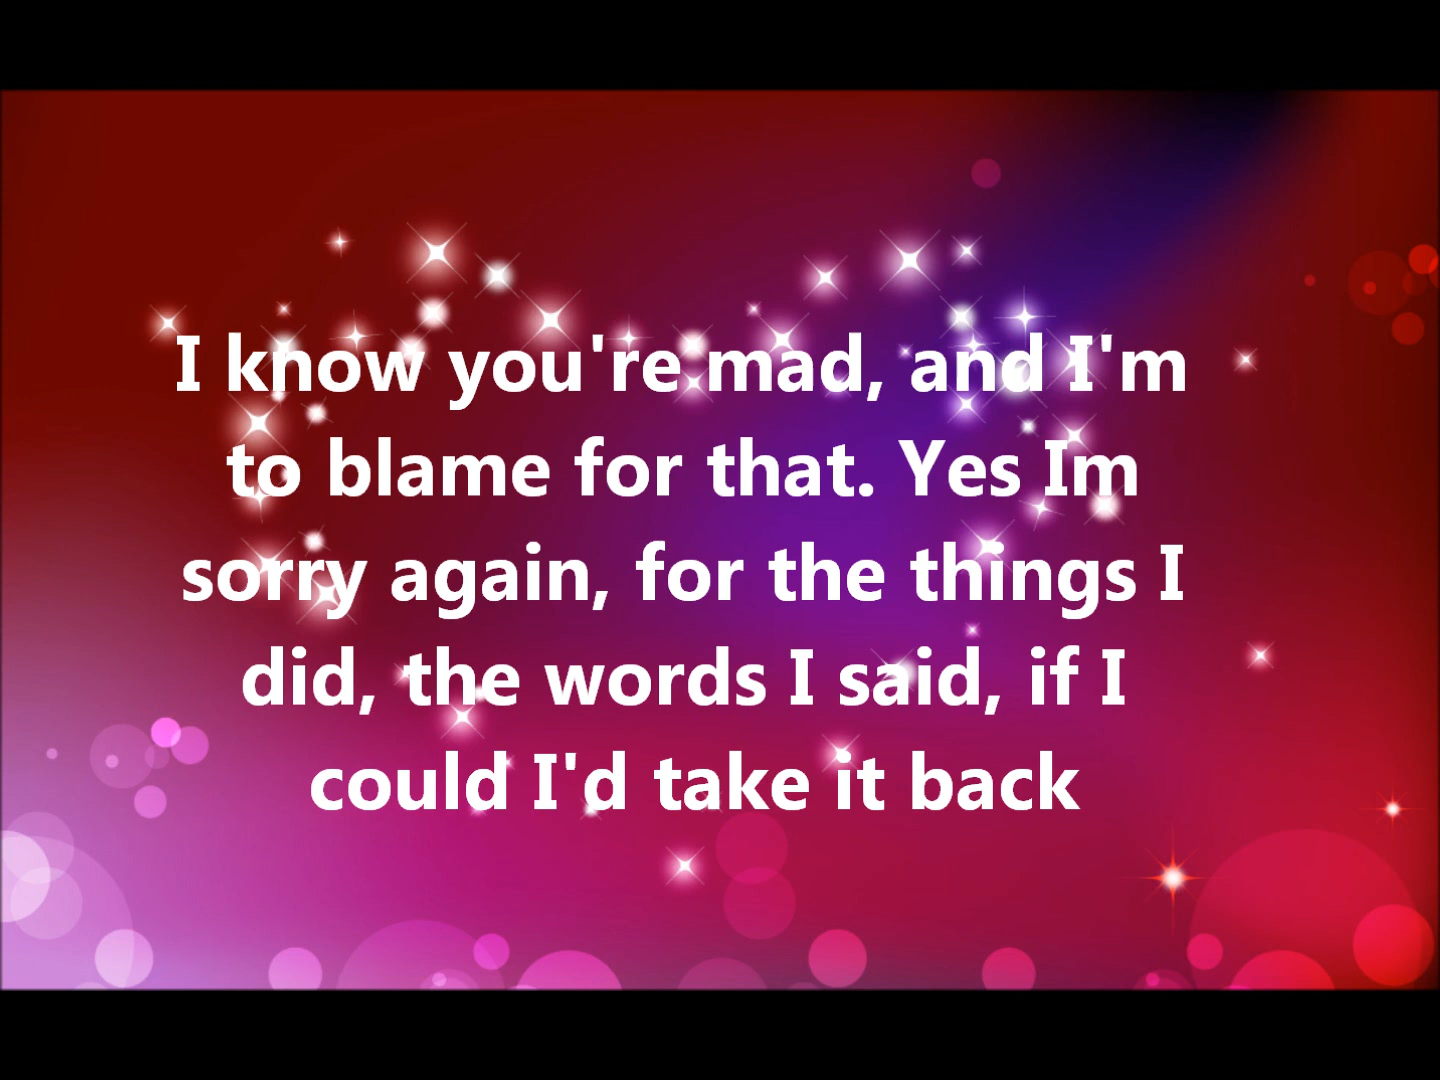 I know you're mad, and I'm
to blame for that. Yes Im
sorry again, for the things I
did, the words I said, if I
could I'd take it back